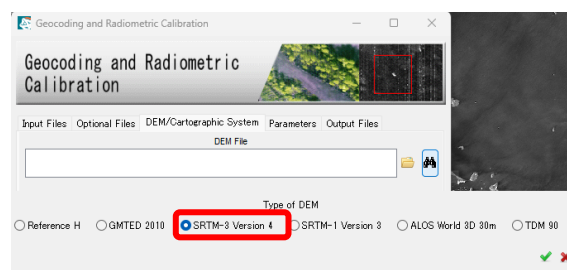 Geocoding and Radiometric Calibration
Geocoding and Radiometric
Calibration
Input Files Optional Files DEM/Cartographic System Parameters Output Files
DEM File
Type of DEM
Reference H GMTED 2010 SRTM-3 Version 4 SRTM-1 Version 3 ALOS World 3D 30m TDM 90